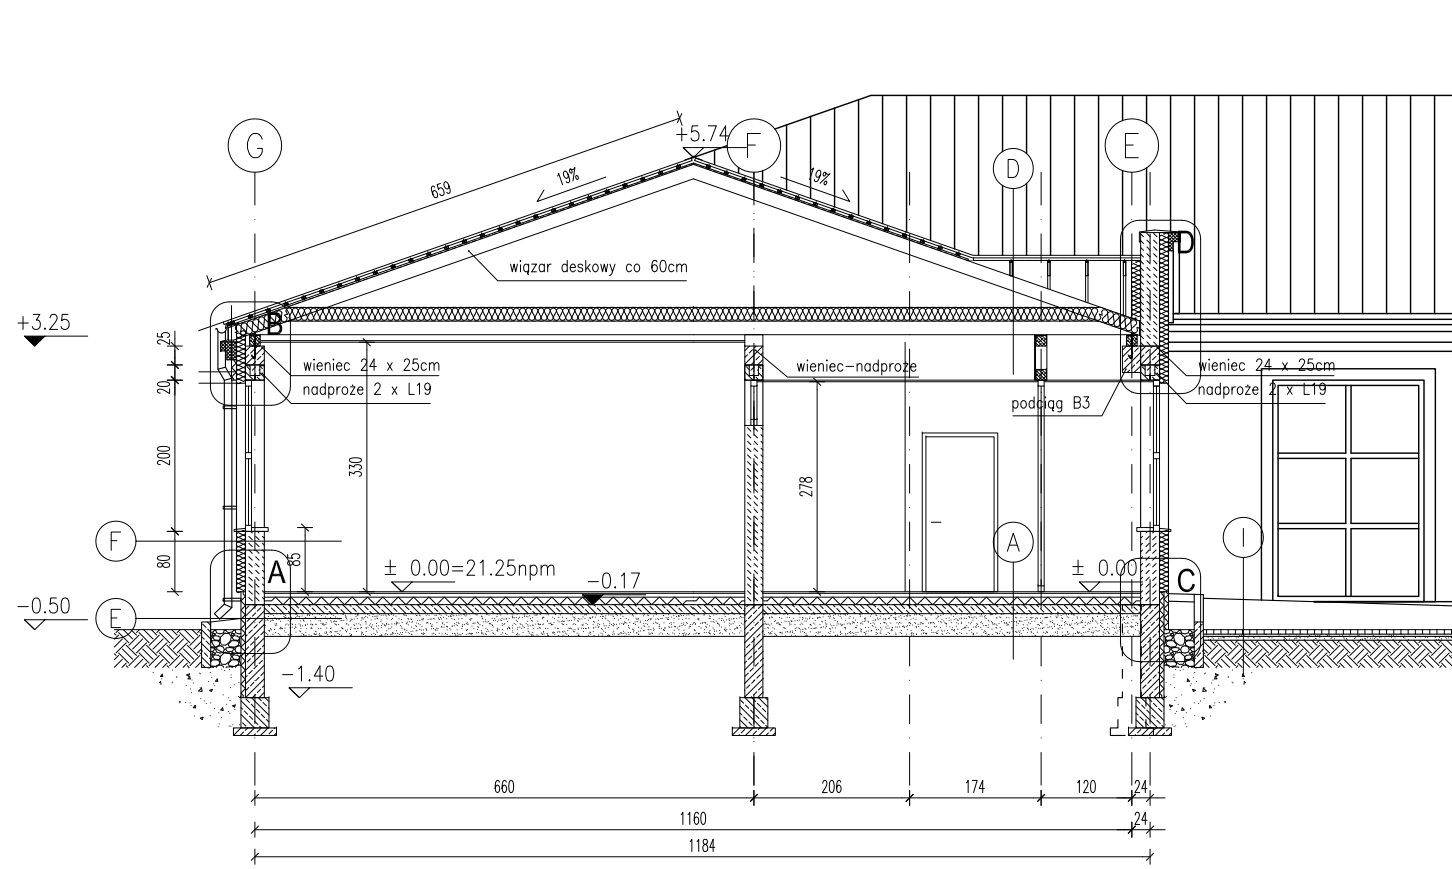 +5.74
G
F
E
D
659
19%
19%
D
wiązar deskowy co 60cm
+3.25
B
25
wieniec 24 x 25cm
wieniec-nadproże
wieniec 24 x 25cm
20
nadproże 2 x L19
podciąg B3
nadproże 2 x L19
200
330
278
F
A
I
80
85
A
± 0.00=21.25npm
-0.17
± 0.00
C
-0.50
E
-1.40
660
206
174
120
24
1160
24
1184